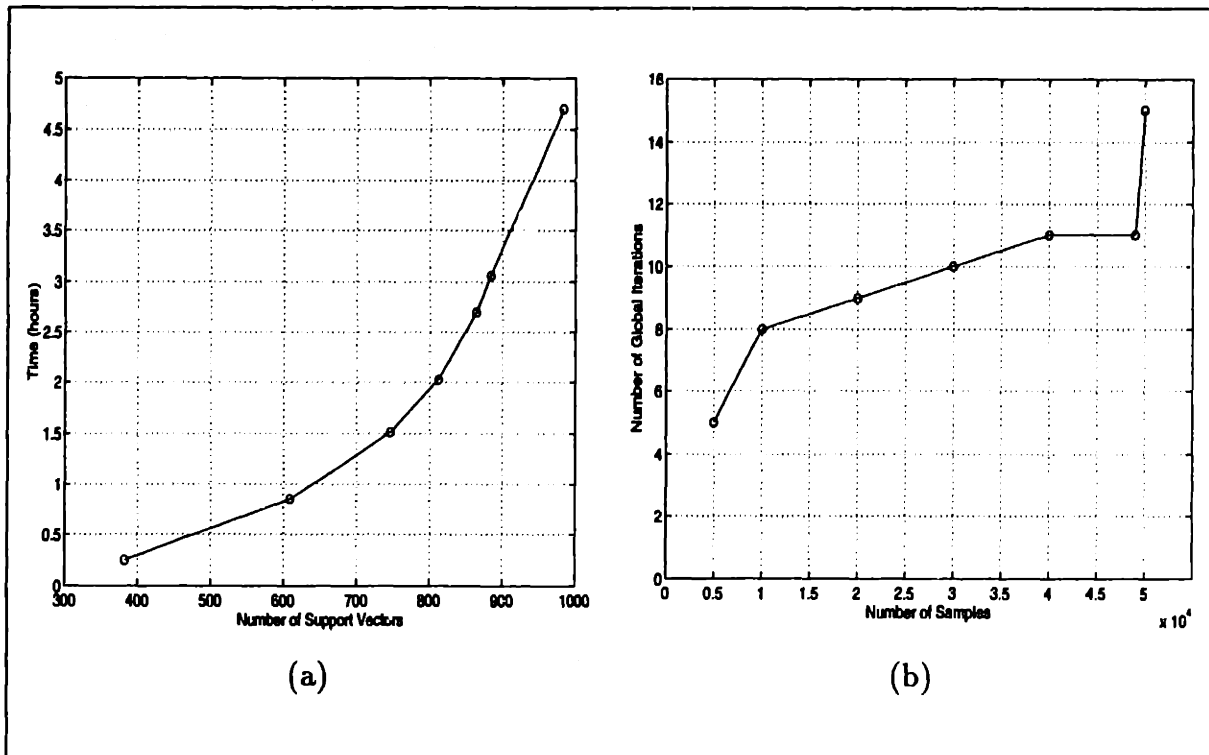 5
4.5
4
3.5
3
2.5
2
1.5
1
0.5
0
Time (hours)
300 400 500 600 700 800 900 1000
Number of Support Vectors
(a)
16
14
12
10
8
6
4
2
0
Number of Global Iterations
0 0.5 1 1.5 2 2.5 3 3.5 4 4.5 5
Number of Samples
x 10^4
(b)